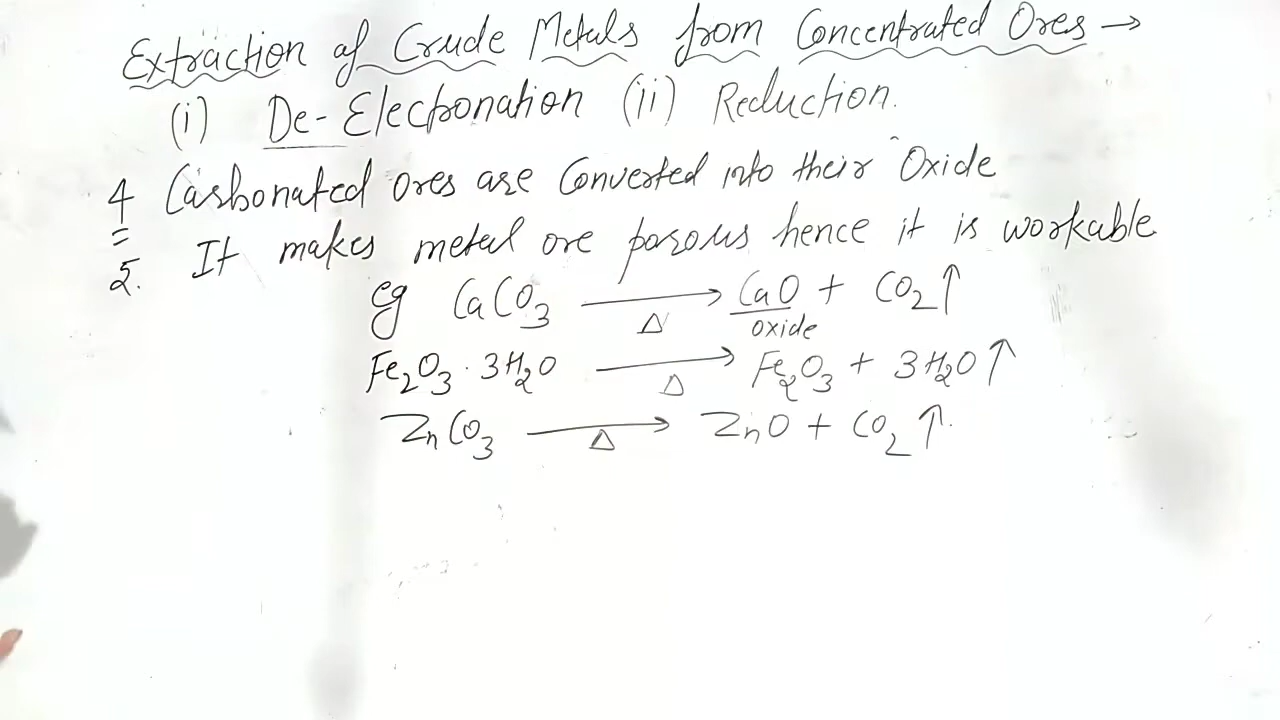 Extraction of Crude Metals from Concentrated Ores →
(i) De-Electronation (ii) Reduction.
4 Carbonated ores are Converted into their Oxide
5. It makes metal ore porous hence it is workable
eg CaCO₃ →Δ CaO + CO₂↑
oxide
Fe₂O₃·3H₂O →Δ Fe₂O₃ + 3H₂O↑
ZnCO₃ →Δ ZnO + CO₂↑